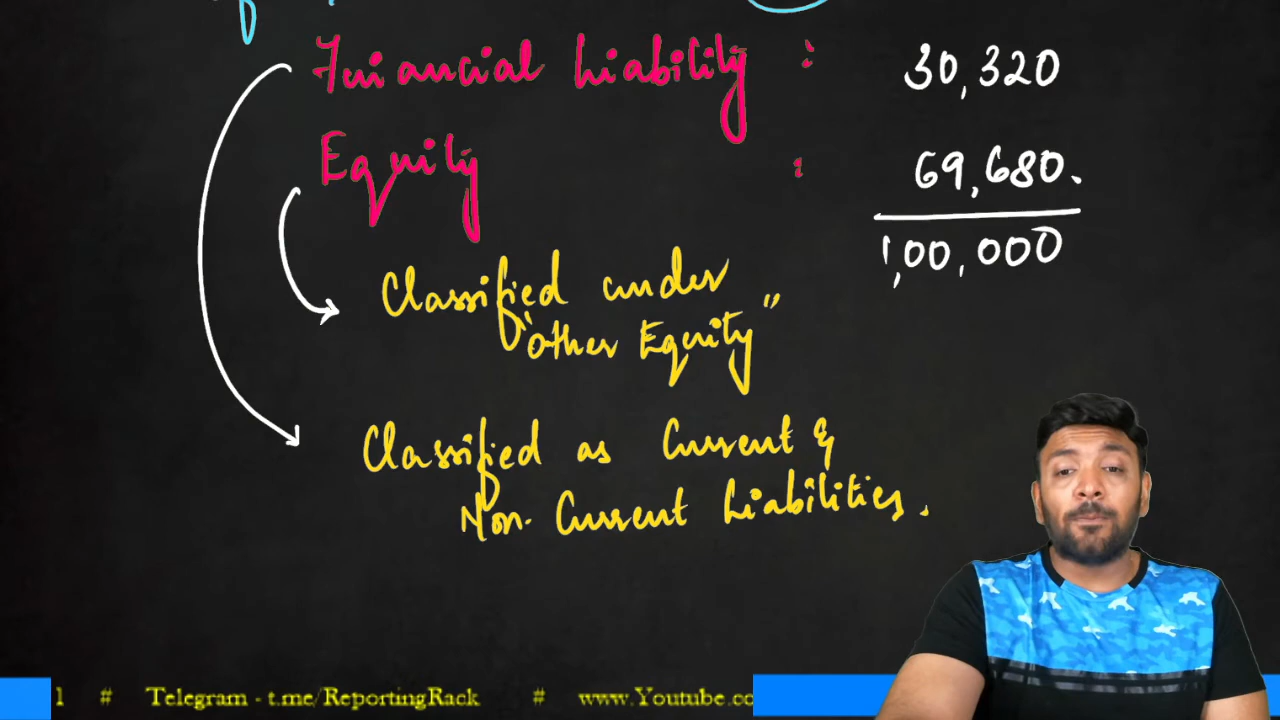 Financial Liability : 30,320
Equity : 69,680.
1,00,000
Classified under
"other Equity"
Classified as Current &
Non-Current Liabilities.
1 # Telegram - t.me/ReportingRack # www.Youtube.co